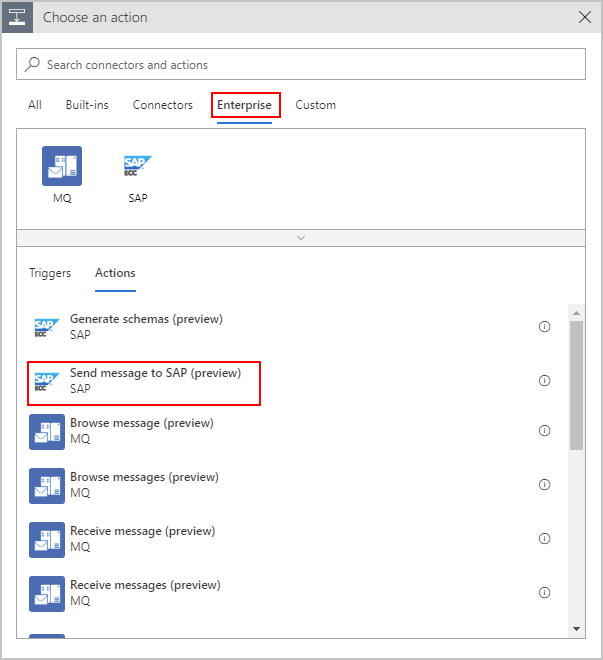 Choose an action
Search connectors and actions
All Built-ins Connectors Enterprise Custom
SAP
ECC
MQ SAP
Triggers Actions
SAP
ECC
Generate schemas (preview)
SAP
SAP
ECC
Send message to SAP (preview)
SAP
Browse message (preview)
MQ
Browse messages (preview)
MQ
Receive message (preview)
MQ
Receive messages (preview)
MQ